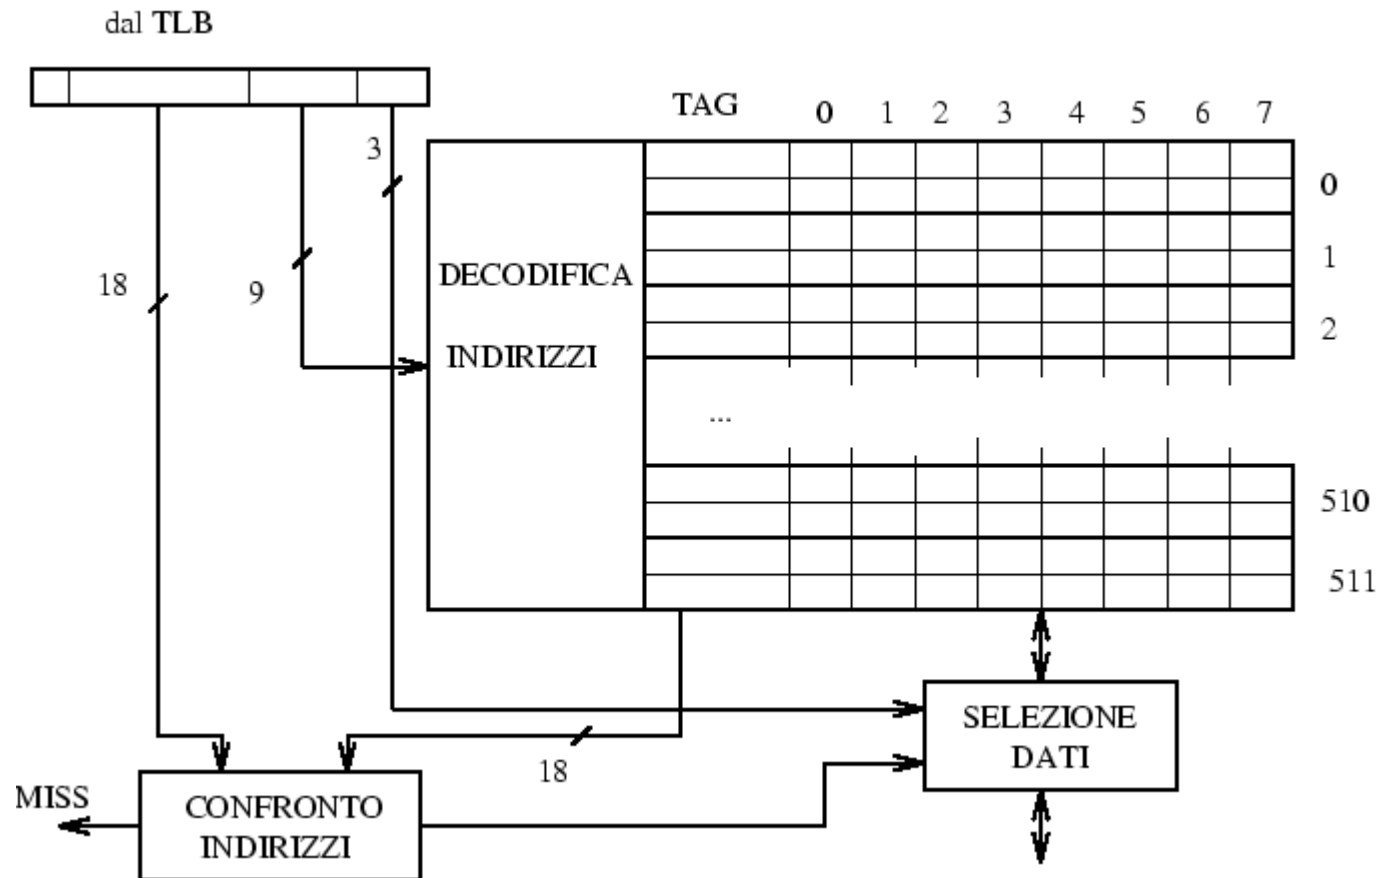 dal TLB
TAG 0 1 2 3 4 5 6 7
3
0
DECODIFICA
INDIRIZZI
1
18
9
2
...
510
511
SELEZIONE
DATI
18
MISS
CONFRONTO
INDIRIZZI